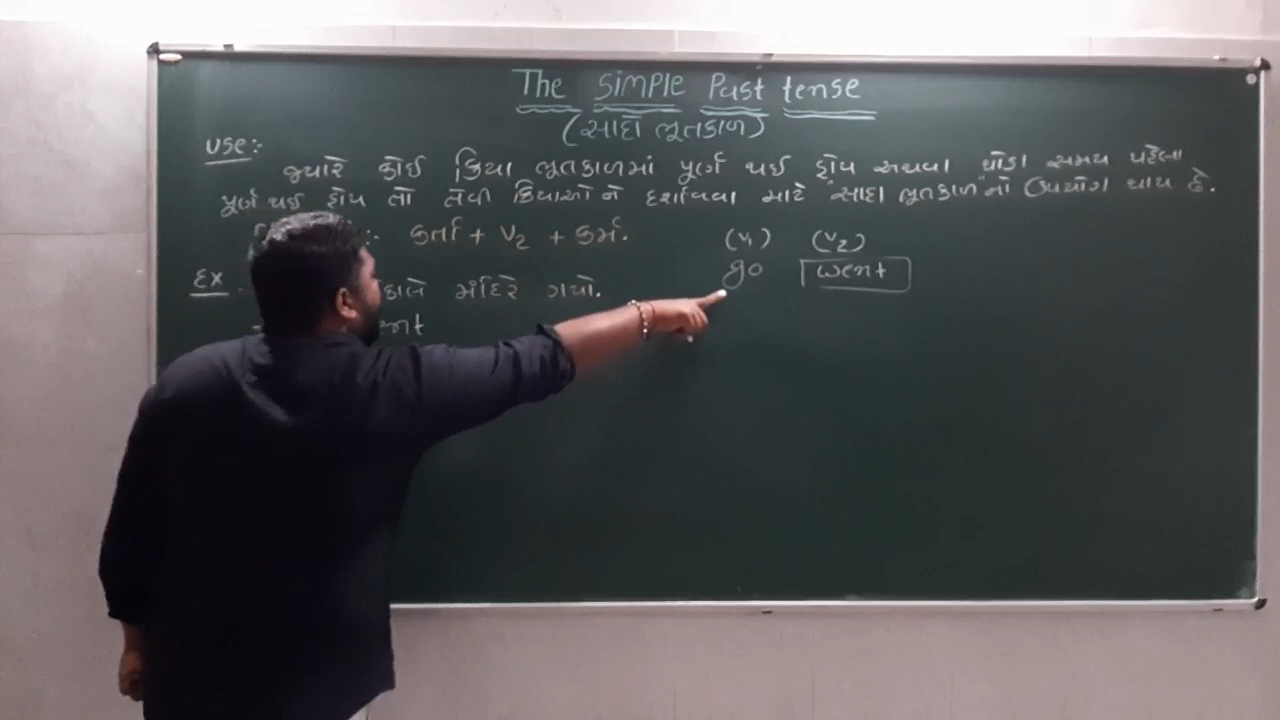 The Simple Past tense
(સાદો ભૂતકાળ)
Use:-
જ્યારે કોઈ ક્રિયા ભૂતકાળમાં પૂર્ણ થઈ હોય અથવા થોડા સમય પહેલા
પૂર્ણ થઈ હોય તો તેવી ક્રિયાઓને દર્શાવવા માટે "સાદા ભૂતકાળ"નો ઉપયોગ થાય છે.
:- કર્તા + V2 + કર્મ.
(V1) (V2)
go went
Ex. મંદિરે ગયો.